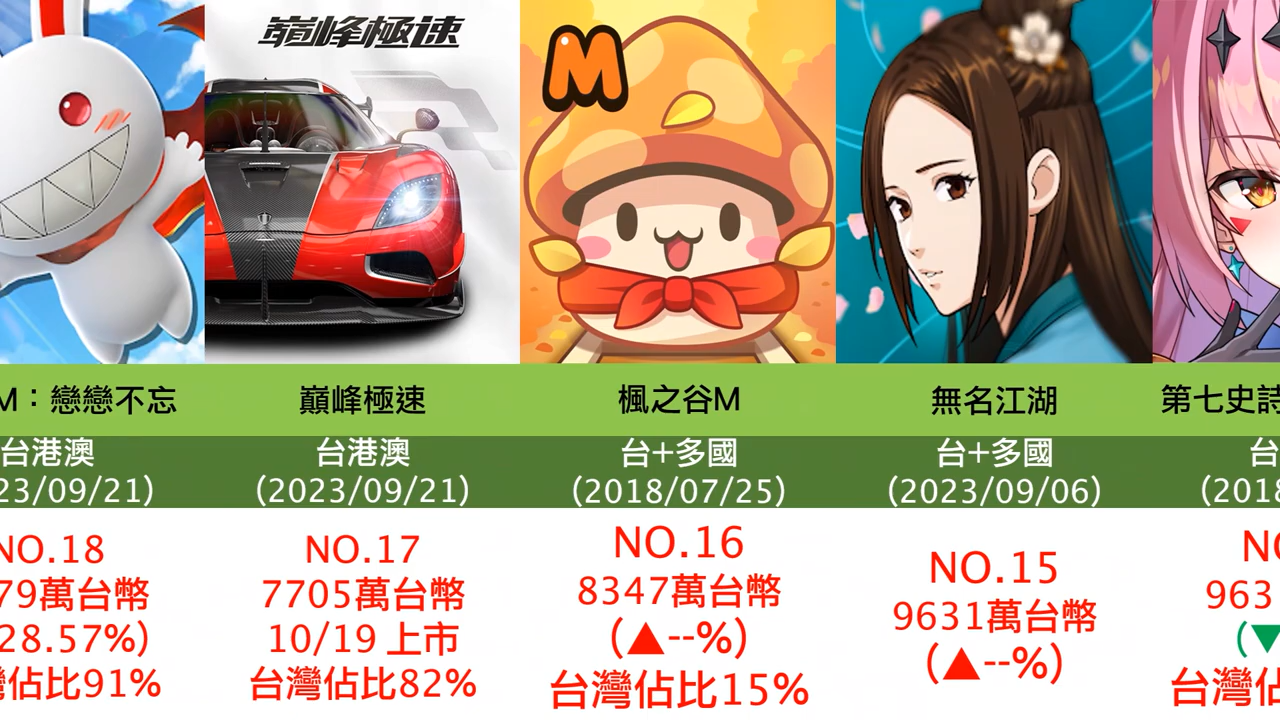 巔峰極速
M
M：戀戀不忘
台港澳
23/09/21)
NO.18
79萬台幣
28.57%)
佔比91%
巔峰極速
台港澳
(2023/09/21)
NO.17
7705萬台幣
10/19 上市
台灣佔比82%
楓之谷M
台+多國
(2018/07/25)
NO.16
8347萬台幣
(▲--%)
台灣佔比15%
無名江湖
台+多國
(2023/09/06)
NO.15
9631萬台幣
(▲--%)
第七史詩
台
(2018
NO
963
(▼
台灣佔